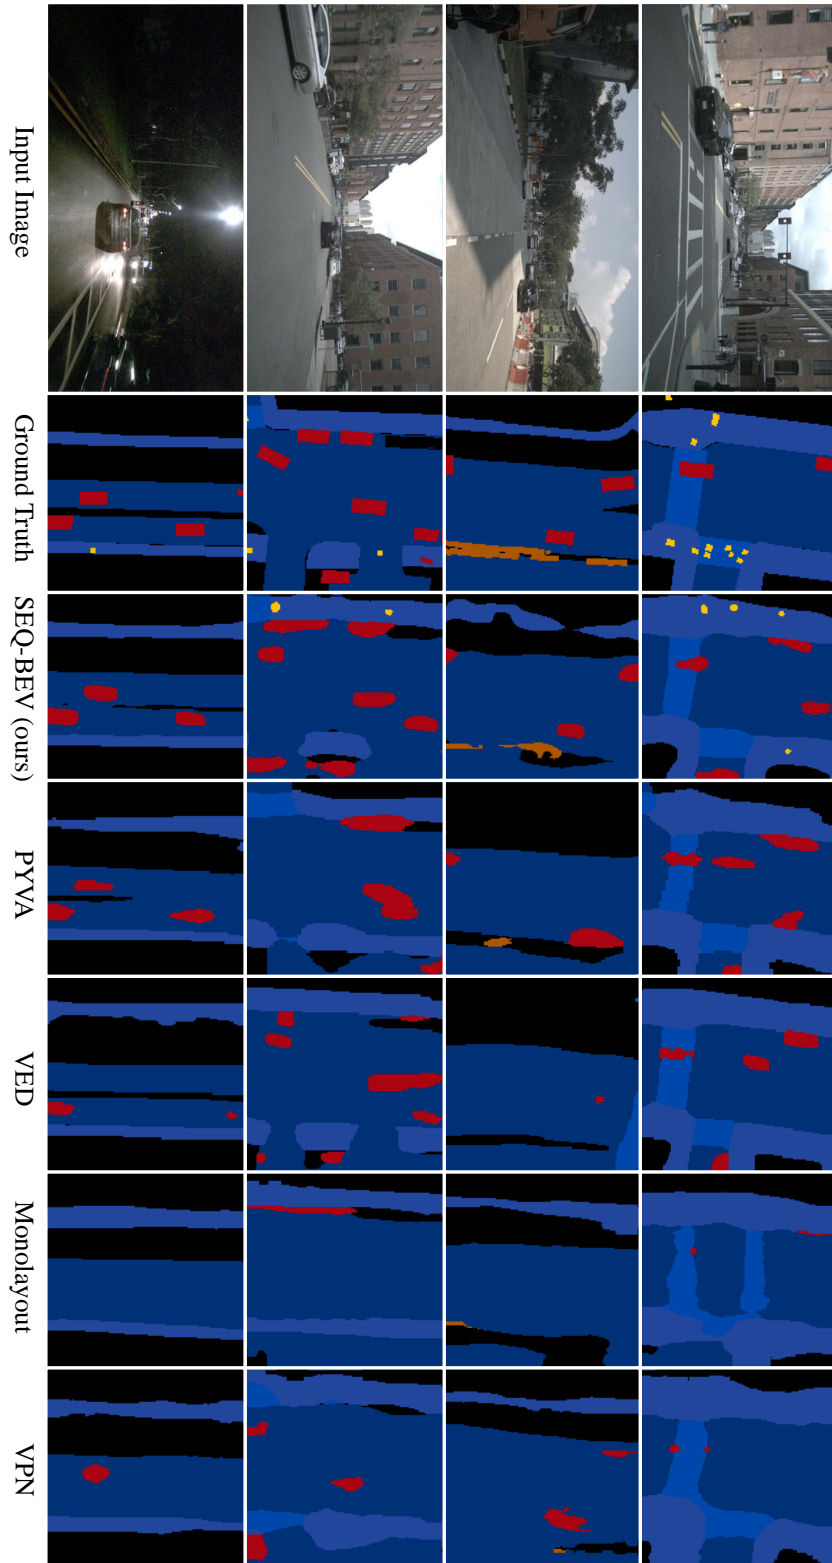 Input Image
Ground Truth
SEQ-BEV (ours)
PYVA
VED
Monolayout
VPN